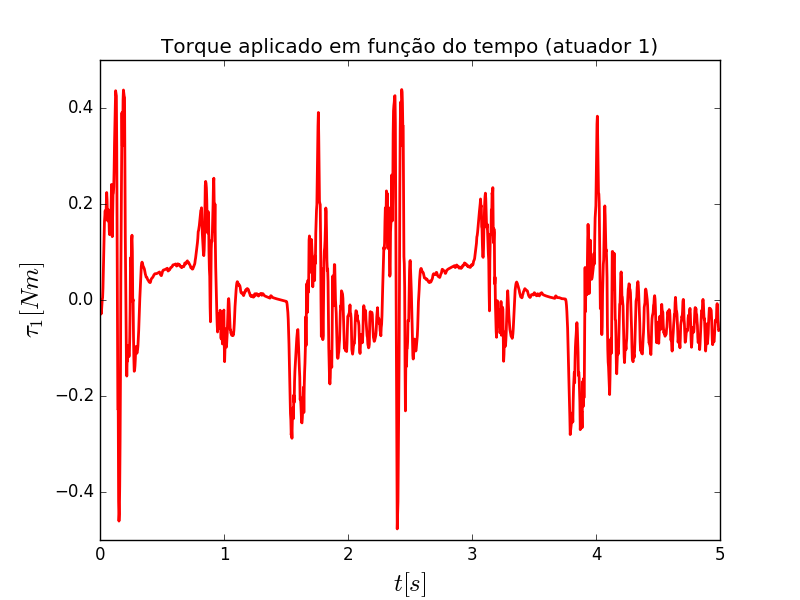 Torque aplicado em função do tempo (atuador 1)
0.4
0.2
0.0
−0.2
−0.4
τ₁[Nm]
0 1 2 3 4 5
t[s]